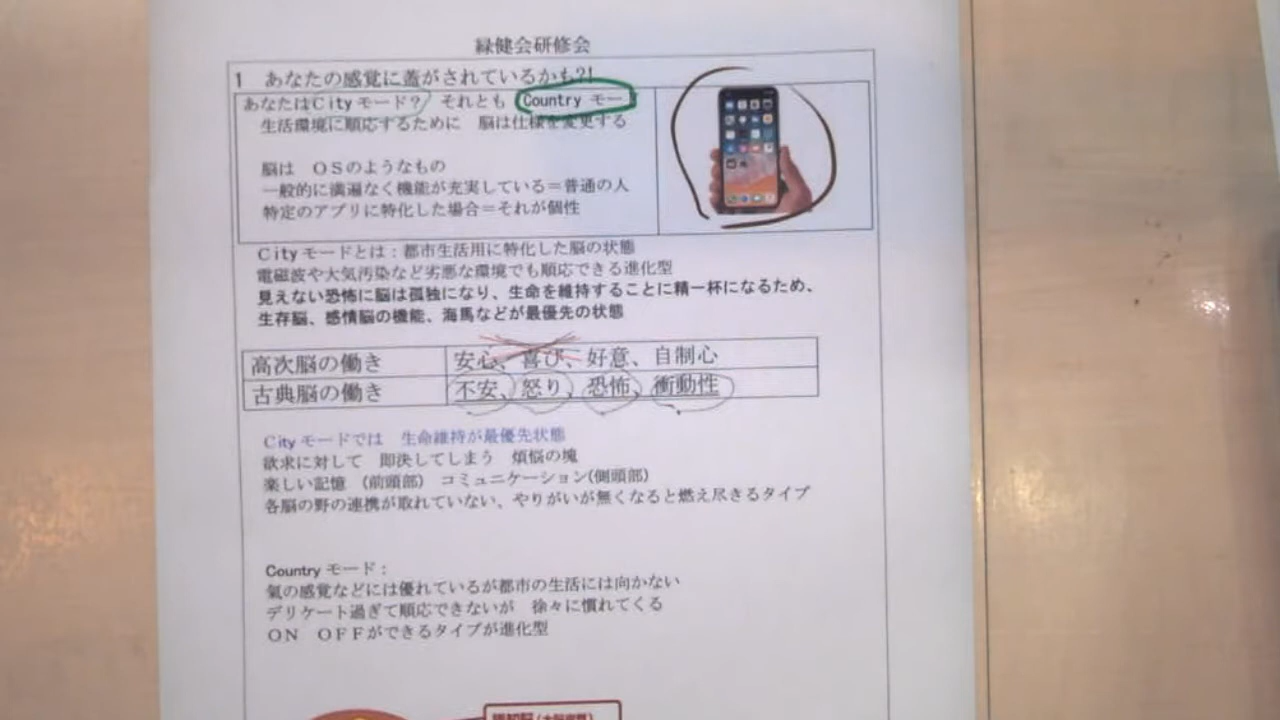 緑健会研修会
1 あなたの感覚に蓋がされているかも?!
あなたはCityモード? それとも Country モー
生活環境に順応するために 脳は仕様を変更する
脳は OSのようなもの
一般的に満遍なく機能が充実している=普通の人
特定のアプリに特化した場合=それが個性
Cityモードとは:都市生活用に特化した脳の状態
電磁波や大気汚染など劣悪な環境でも順応できる進化型
見えない恐怖に脳は孤独になり、生命を維持することに精一杯になるため、
生存脳、感情脳の機能、海馬などが最優先の状態
高次脳の働き 安心、喜び、好意、自制心
古典脳の働き 不安、怒り、恐怖、衝動性
Cityモードでは 生命維持が最優先状態
欲求に対して 即決してしまう 煩悩の塊
楽しい記憶 (前頭部) コミュニケーション(側頭部)
各脳の野の連携が取れていない、やりがいが無くなると燃え尽きるタイプ
Countryモード:
氣の感覚などには優れているが都市の生活には向かない
デリケート過ぎて順応できないが 徐々に慣れてくる
ON OFFができるタイプが進化型